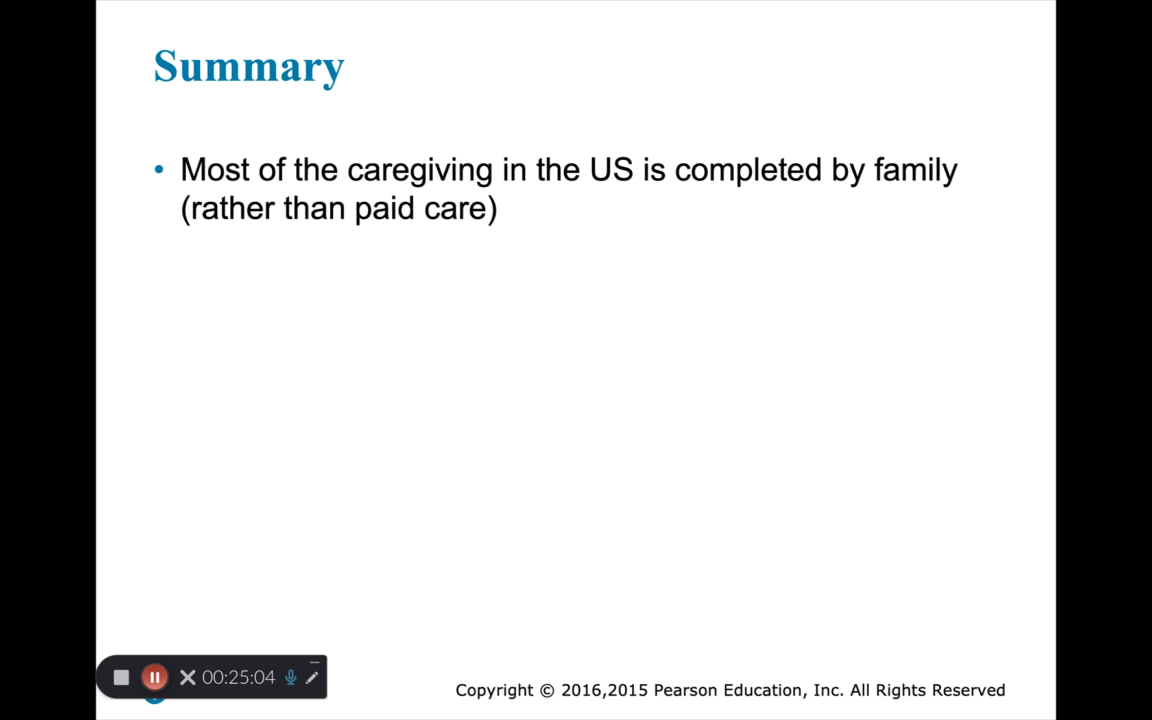 Summary
• Most of the caregiving in the US is completed by family
(rather than paid care)
00:25:04
Copyright © 2016,2015 Pearson Education, Inc. All Rights Reserved